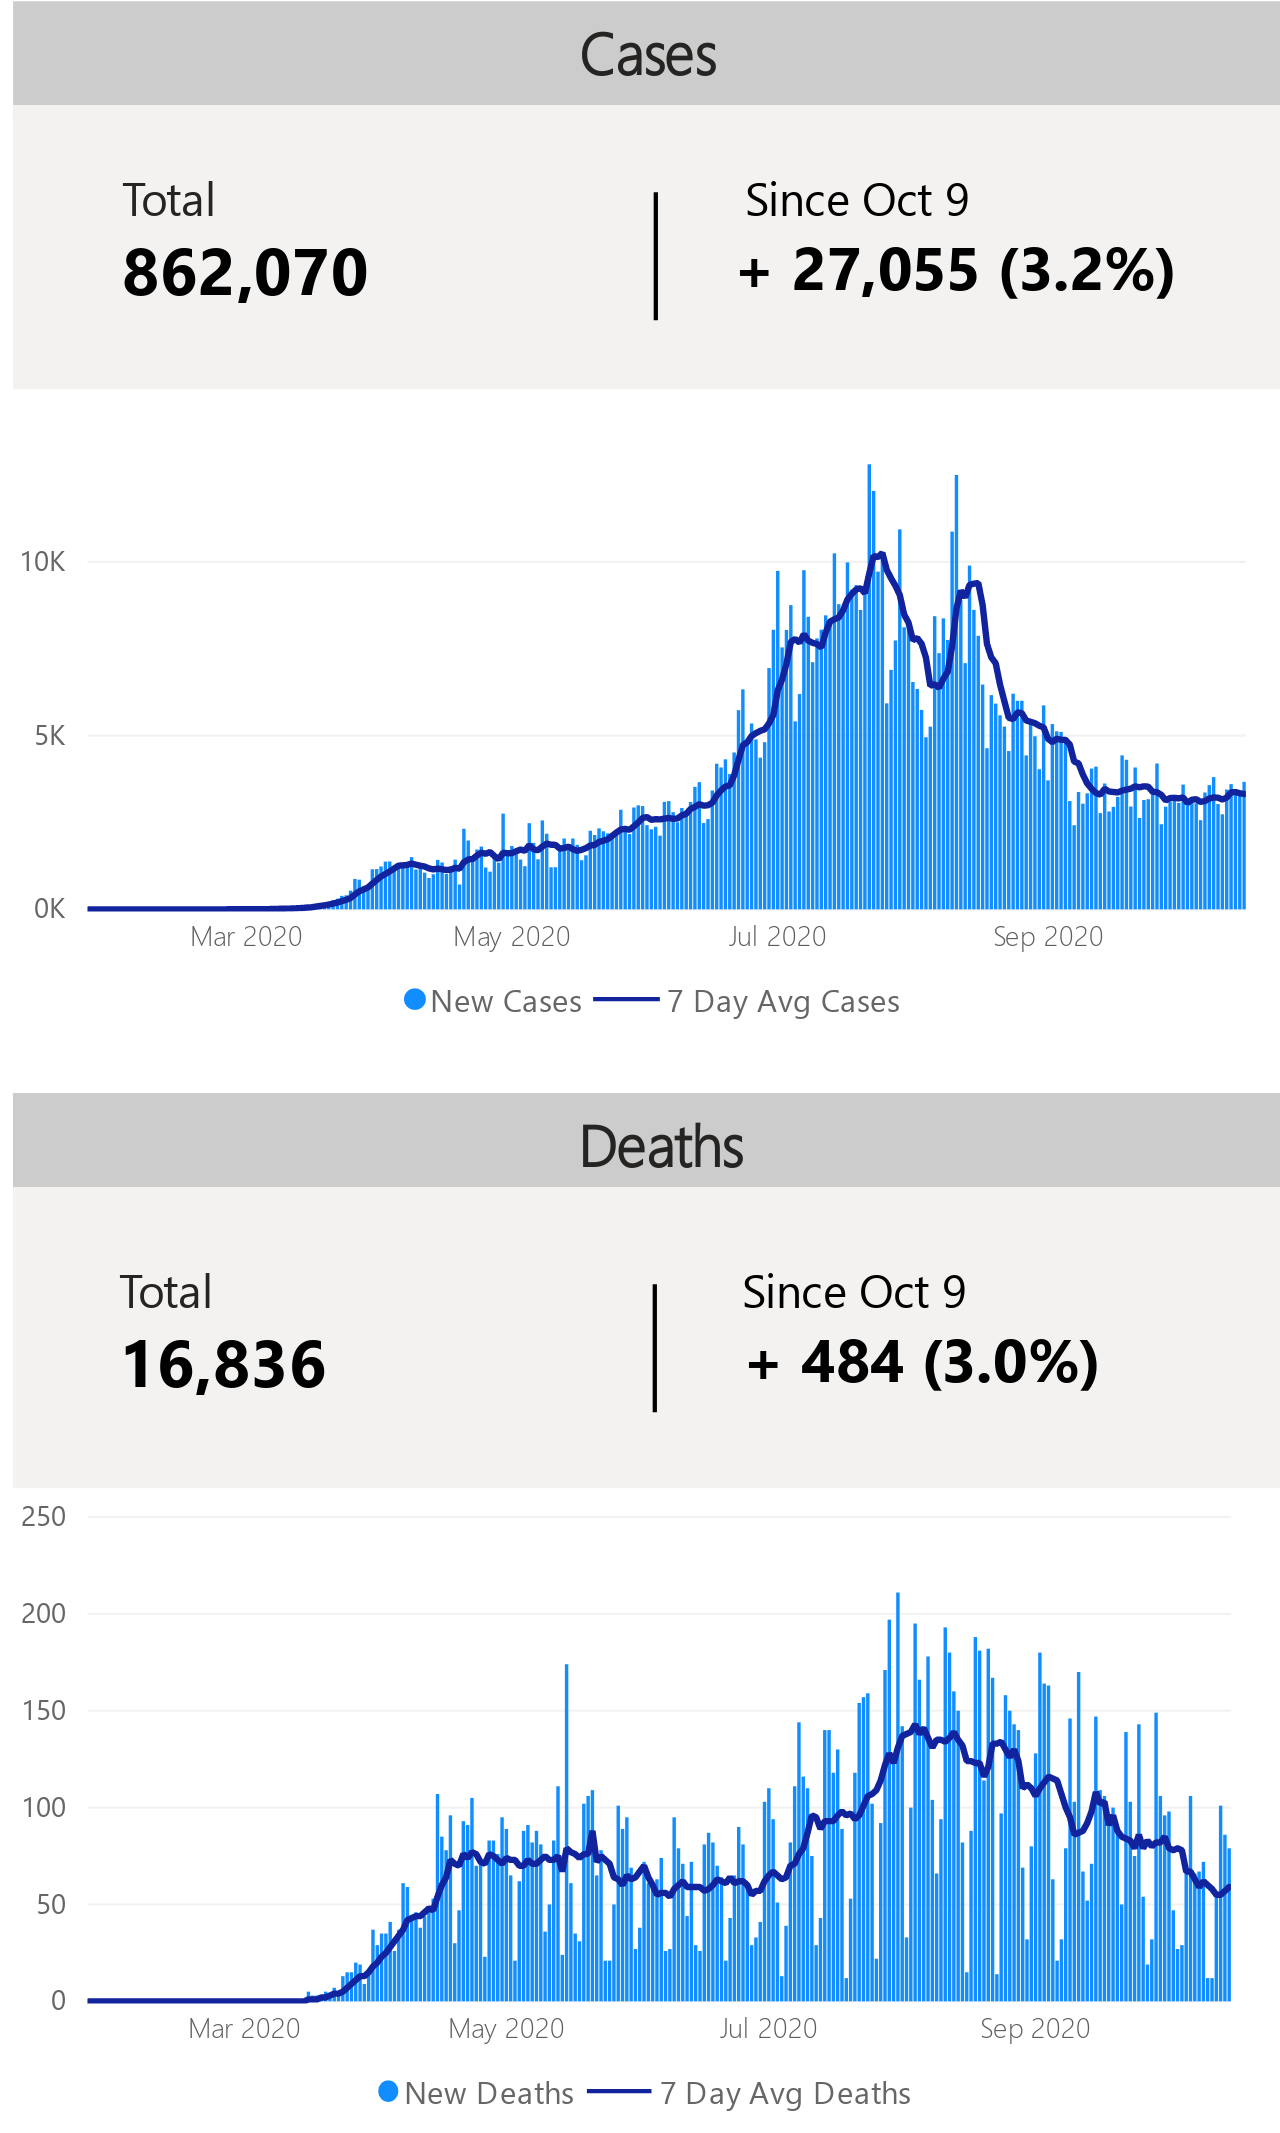 Cases
Total
Since Oct 9
862,070
+ 27,055 (3.2%)
10K
5K
0K
Mar 2020
May 2020
Jul 2020
Sep 2020
New Cases
7 Day Avg Cases
Deaths
Total
Since Oct 9
16,836
+ 484 (3.0%)
250
200
150
100
50
0
Mar 2020
May 2020
Jul 2020
Sep 2020
New Deaths
7 Day Avg Deaths